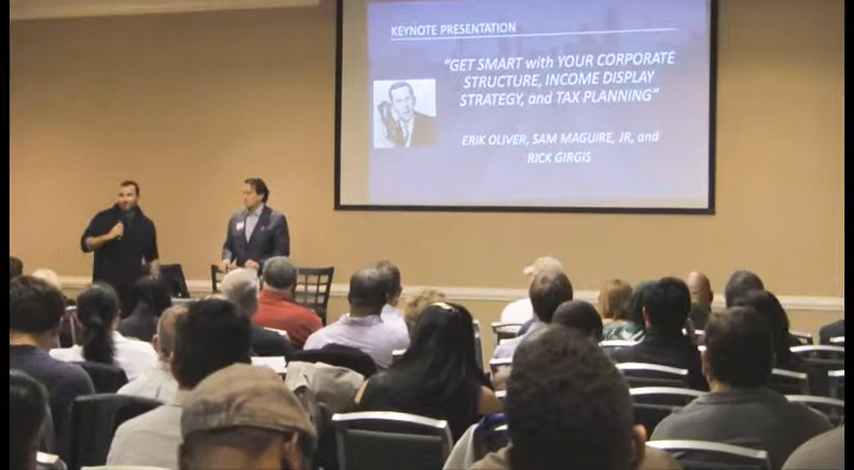 KEYNOTE PRESENTATION
"GET SMART with YOUR CORPORATE
STRUCTURE, INCOME DISPLAY
STRATEGY, and TAX PLANNING"
ERIK OLIVER, SAM MAGUIRE, JR, and
RICK GIRGIS